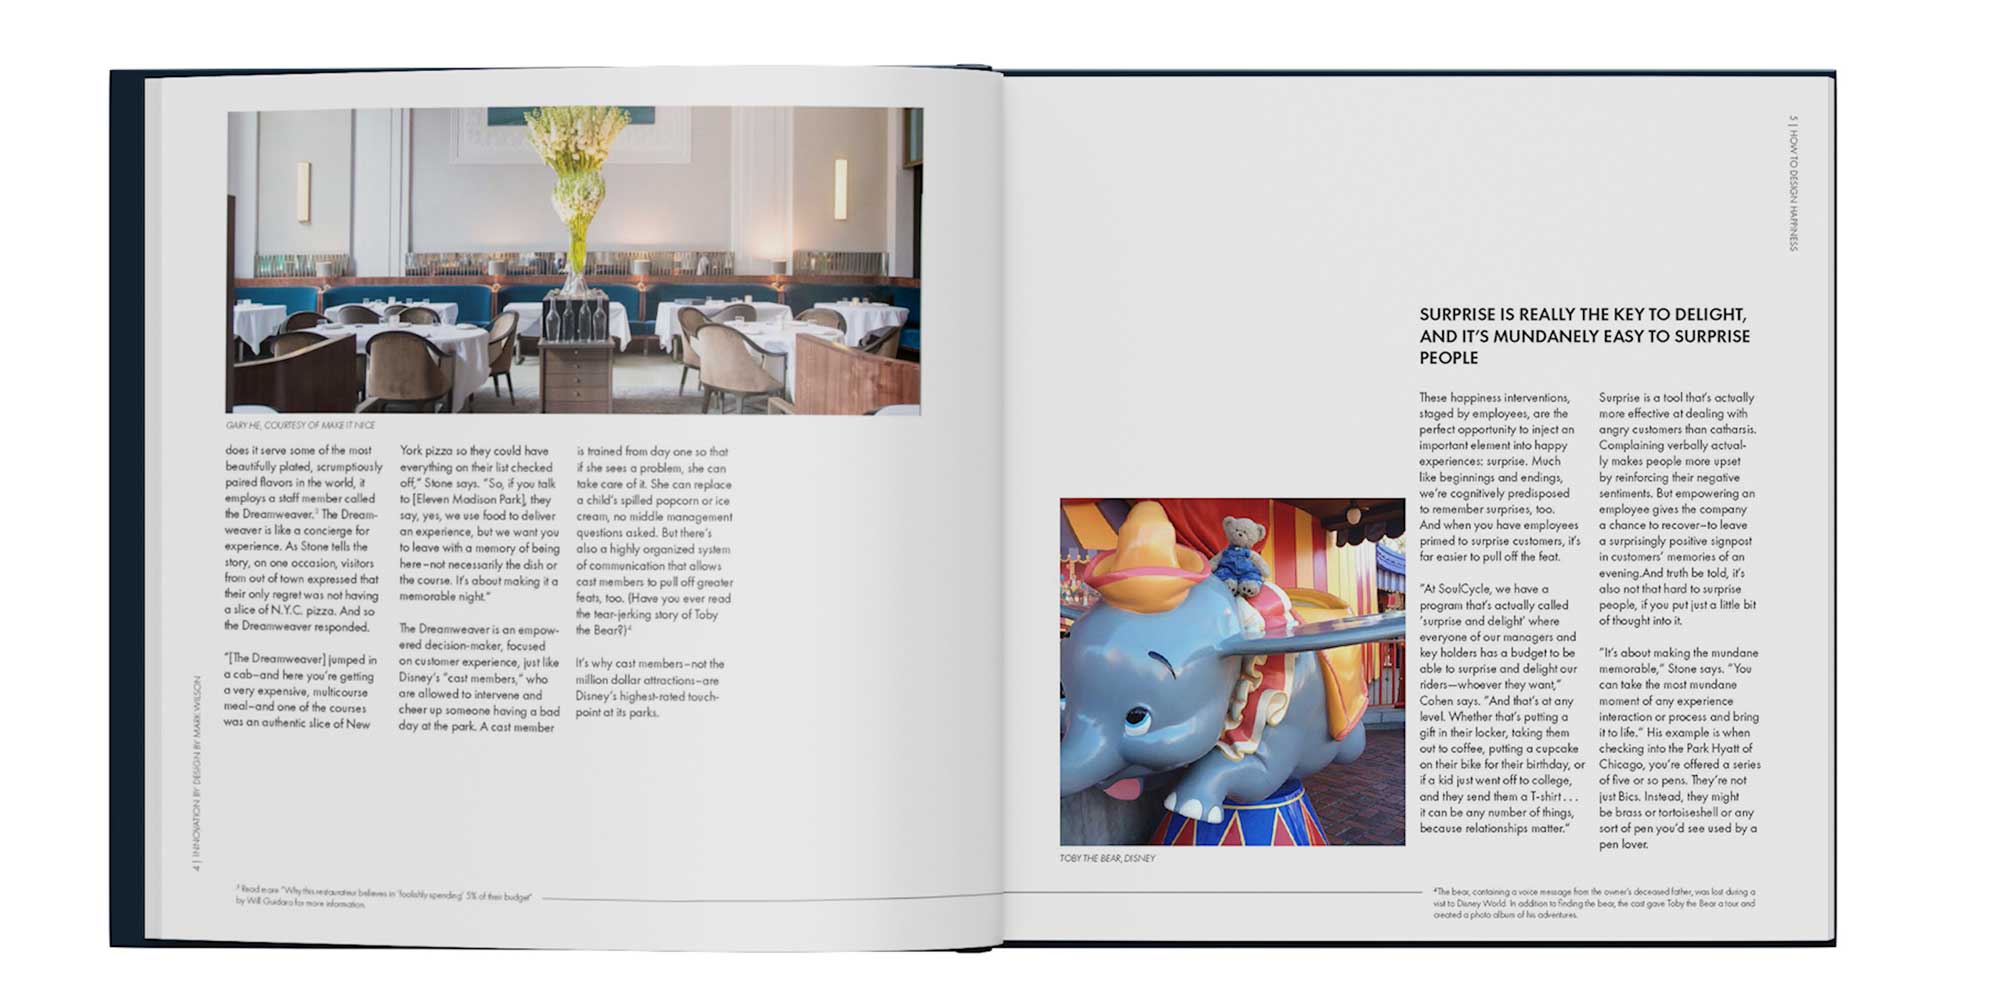 GARY HE, COURTESY OF MAKE IT NICE
does it serve some of the most
beautifully plated, scrumptiously
paired flavors in the world, it
employs a staff member called
the Dreamweaver.³ The Dream-
weaver is like a concierge for
experience. As Stone tells the
story, on one occasion, visitors
from out of town expressed that
their only regret was not having
a slice of N.Y.C. pizza. And so
the Dreamweaver responded.
“[The Dreamweaver] jumped in
a cab–and here you’re getting
a very expensive, multicourse
meal–and one of the courses
was an authentic slice of New
York pizza so they could have
everything on their list checked
off,” Stone says. “So, if you talk
to [Eleven Madison Park], they
say, yes, we use food to deliver
an experience, but we want you
to leave with a memory of being
here–not necessarily the dish or
the course. It’s about making it a
memorable night.”
The Dreamweaver is an empow-
ered decision-maker, focused
on customer experience, just like
Disney’s “cast members,” who
are allowed to intervene and
cheer up someone having a bad
day at the park. A cast member
is trained from day one so that
if she sees a problem, she can
take care of it. She can replace
a child’s spilled popcorn or ice
cream, no middle management
questions asked. But there’s
also a highly organized system
of communication that allows
cast members to pull off greater
feats, too. (Have you ever read
the tear-jerking story of Toby
the Bear?)⁴
It’s why cast members–not the
million dollar attractions–are
Disney’s highest-rated touch-
point at its parks.
4 | INNOVATION BY DESIGN BY MARK WILSON
³ Read more “Why this restaurateur believes in ‘foolishly spending’ 5% of their budget”
by Will Guidara for more information.
5 | HOW TO DESIGN HAPPINESS
SURPRISE IS REALLY THE KEY TO DELIGHT,
AND IT’S MUNDANELY EASY TO SURPRISE
PEOPLE
These happiness interventions,
staged by employees, are the
perfect opportunity to inject an
important element into happy
experiences: surprise. Much
like beginnings and endings,
we’re cognitively predisposed
to remember surprises, too.
And when you have employees
primed to surprise customers, it’s
far easier to pull off the feat.
“At SoulCycle, we have a
program that’s actually called
‘surprise and delight’ where
everyone of our managers and
key holders has a budget to be
able to surprise and delight our
riders—whoever they want,”
Cohen says. “And that’s at any
level. Whether that’s putting a
gift in their locker, taking them
out to coffee, putting a cupcake
on their bike for their birthday, or
if a kid just went off to college,
and they send them a T-shirt . . .
it can be any number of things,
because relationships matter.”
Surprise is a tool that’s actually
more effective at dealing with
angry customers than catharsis.
Complaining verbally actual-
ly makes people more upset
by reinforcing their negative
sentiments. But empowering an
employee gives the company
a chance to recover–to leave
a surprisingly positive signpost
in customers’ memories of an
evening.And truth be told, it’s
also not that hard to surprise
people, if you put just a little bit
of thought into it.
“It’s about making the mundane
memorable,” Stone says. “You
can take the most mundane
moment of any experience
interaction or process and bring
it to life.” His example is when
checking into the Park Hyatt of
Chicago, you’re offered a series
of five or so pens. They’re not
just Bics. Instead, they might
be brass or tortoiseshell or any
sort of pen you’d see used by a
pen lover.
TOBY THE BEAR, DISNEY
⁴The bear, containing a voice message from the owner’s deceased father, was lost during a
visit to Disney World. In addition to finding the bear, the cast gave Toby the Bear a tour and
created a photo album of his adventures.